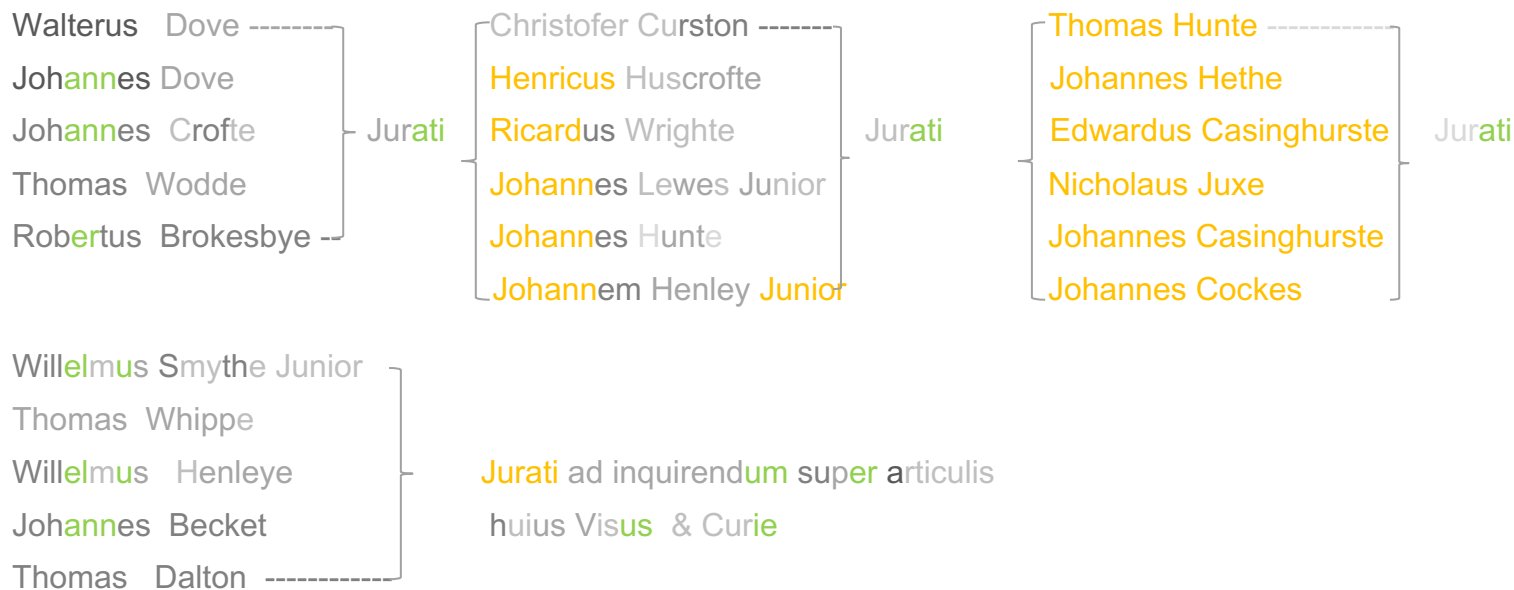 Walterus Dove --------- Christofer Curston ------- Thomas Hunte -------------
Johannes Dove Henricus Huscrofte Johannes Hethe
Johannes Crofte Jurati Ricardus Wrighte Jurati Edwardus Casinghurste Jurati
Thomas Wodde Johannes Lewes Junior Nicholaus Juxe
Robertus Brokesbye -- Johannes Hunte Johannes Casinghurste
Johannem Henley Junior Johannes Cockes
Willelmus Smythe Junior
Thomas Whippe
Willelmus Henleye Jurati ad inquirendum super articulis
Johannes Becket huius Visus & Curie
Thomas Dalton -------------